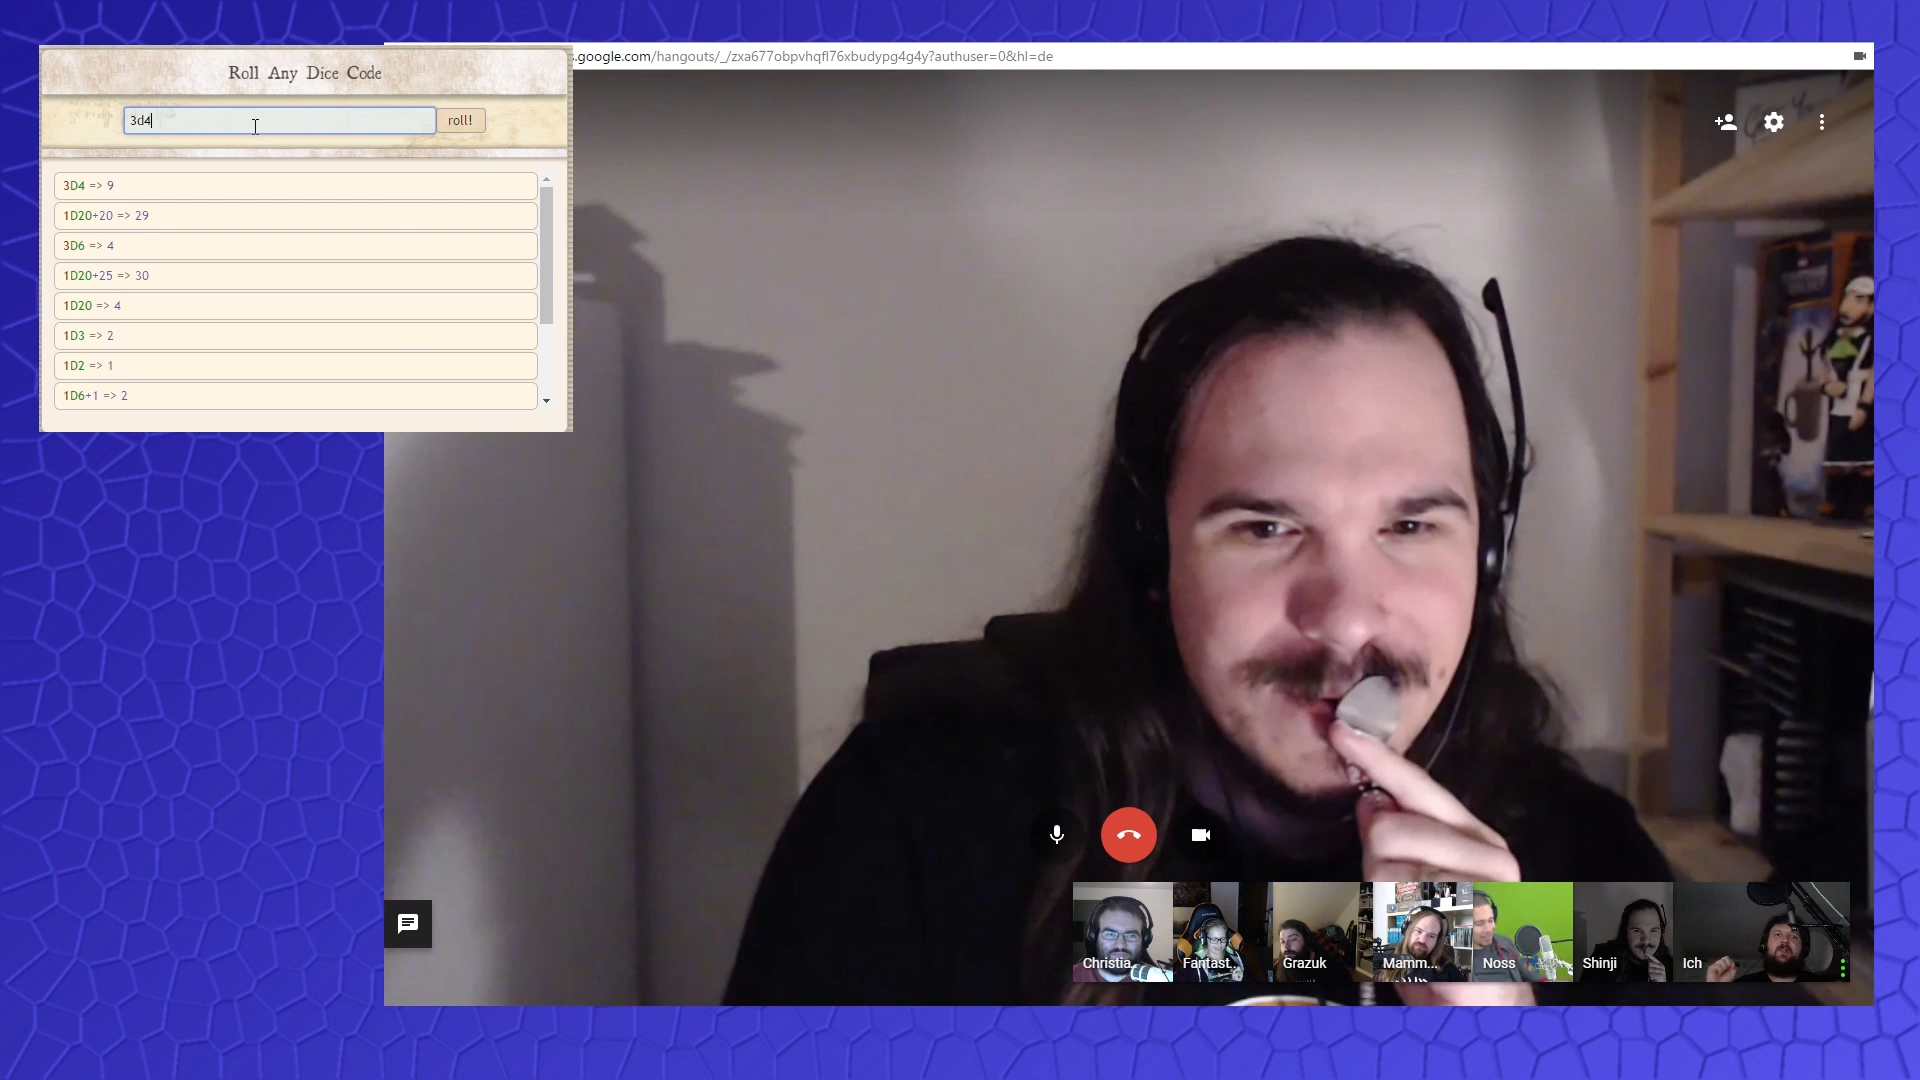 s.google.com/hangouts/_/zxa677obpvhqfl76xbudypg4g4y?authuser=0&hl=de
Roll Any Dice Code
3d4
roll!
3D4 => 9
1D20+20 => 29
3D6 => 4
1D20+25 => 30
1D20 => 4
1D3 => 2
1D2 => 1
1D6+1 => 2
Christia...
Fantast...
Grazuk
Mamm...
Noss
Shinji
Ich